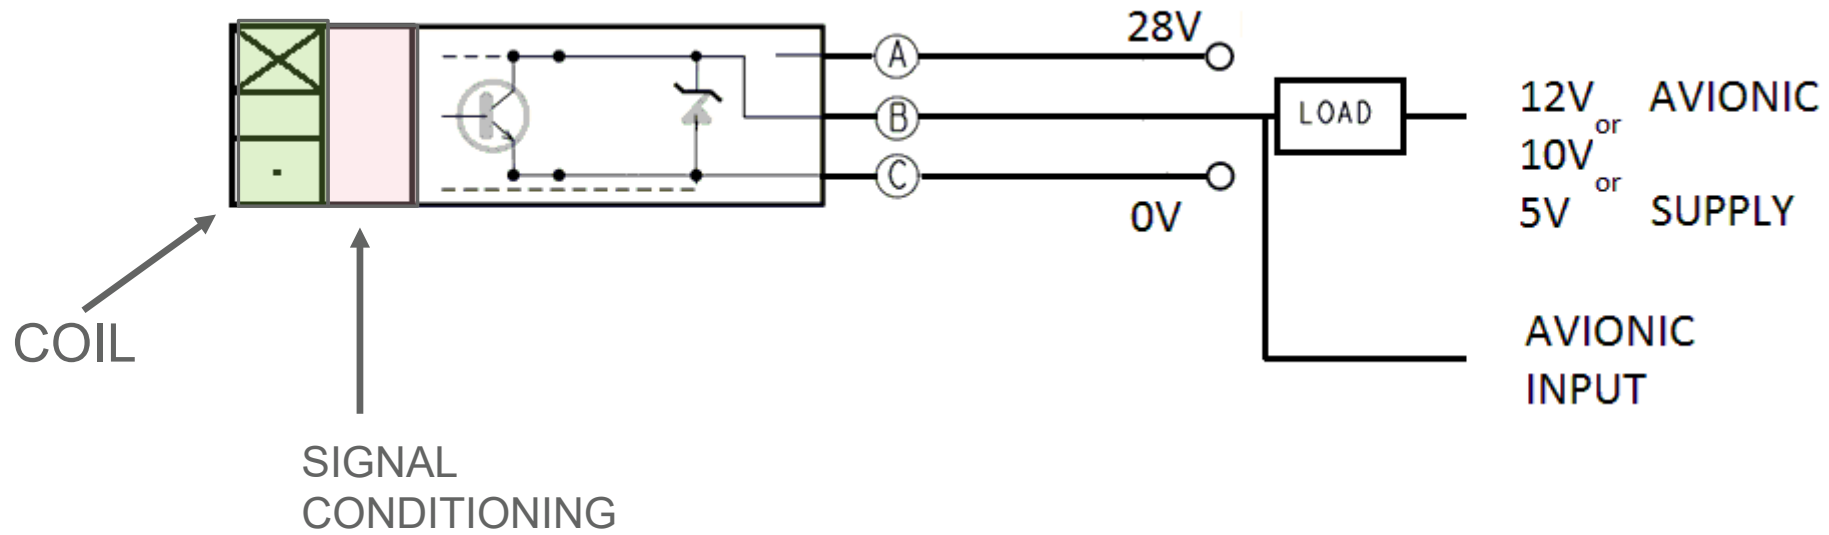 28V
A
B
C
0V
LOAD
12V or AVIONIC
10V or
5V SUPPLY
AVIONIC
INPUT
COIL
SIGNAL
CONDITIONING